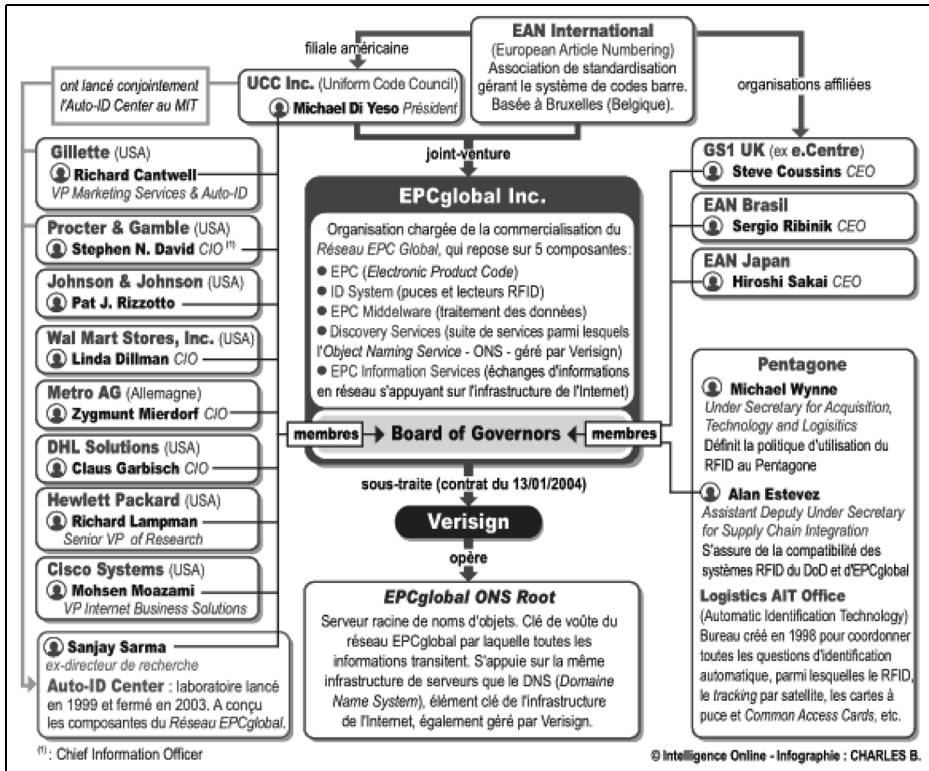 filiale américaine
EAN International
(European Article Numbering)
Association de standardisation
gérant le système de codes barre.
Basée à Bruxelles (Belgique).
organisations affiliées
ont lancé conjointement
l'Auto-ID Center au MIT
UCC Inc. (Uniform Code Council)
Michael Di Yeso Président
joint-venture
Gillette (USA)
Richard Cantwell
VP Marketing Services & Auto-ID
Procter & Gamble (USA)
Stephen N. David CIO (1)
Johnson & Johnson (USA)
Pat J. Rizzotto
Wal Mart Stores, Inc. (USA)
Linda Dillman CIO
Metro AG (Allemagne)
Zygmunt Mierdorf CIO
DHL Solutions (USA)
Claus Garbisch CIO
Hewlett Packard (USA)
Richard Lampman
Senior VP of Research
Cisco Systems (USA)
Mohsen Moazami
VP Internet Business Solutions
Sanjay Sarma
ex-directeur de recherche
Auto-ID Center : laboratoire lancé
en 1999 et fermé en 2003. A conçu
les composantes du Réseau EPCglobal.
(1) : Chief Information Officer
EPCglobal Inc.
Organisation chargée de la commercialisation du
Réseau EPC Global, qui repose sur 5 composantes :
● EPC (Electronic Product Code)
● ID System (puces et lecteurs RFID)
● EPC Middelware (traitement des données)
● Discovery Services (suite de services parmi lesquels
l'Object Naming Service - ONS - géré par Verisign)
● EPC Information Services (échanges d'informations
en réseau s'appuyant sur l'infrastructure de l'Internet)
membres
Board of Governors
membres
sous-traite (contrat du 13/01/2004)
Verisign
opère
EPCglobal ONS Root
Serveur racine de noms d'objets. Clé de voûte du
réseau EPCglobal par laquelle toutes les
informations transitent. S'appuie sur la même
infrastructure de serveurs que le DNS (Domaine
Name System), élément clé de l'infrastructure
de l'Internet, également géré par Verisign.
GS1 UK (ex e.Centre)
Steve Coussins CEO
EAN Brasil
Sergio Ribinik CEO
EAN Japan
Hiroshi Sakai CEO
Pentagone
Michael Wynne
Under Secretary for Acquisition,
Technology and Logisitics
Définit la politique d'utilisation du
RFID au Pentagone
Alan Estevez
Assistant Deputy Under Secretary
for Supply Chain Integration
S'assure de la compatibilité des
systèmes RFID du DoD et d'EPCglobal
Logistics AIT Office
(Automatic Identification Technology)
Bureau créé en 1998 pour coordonner
toutes les questions d'identification
automatique, parmi lesquelles le RFID,
le tracking par satellite, les cartes à
puce et Common Access Cards, etc.
© Intelligence Online - Infographie : CHARLES B.